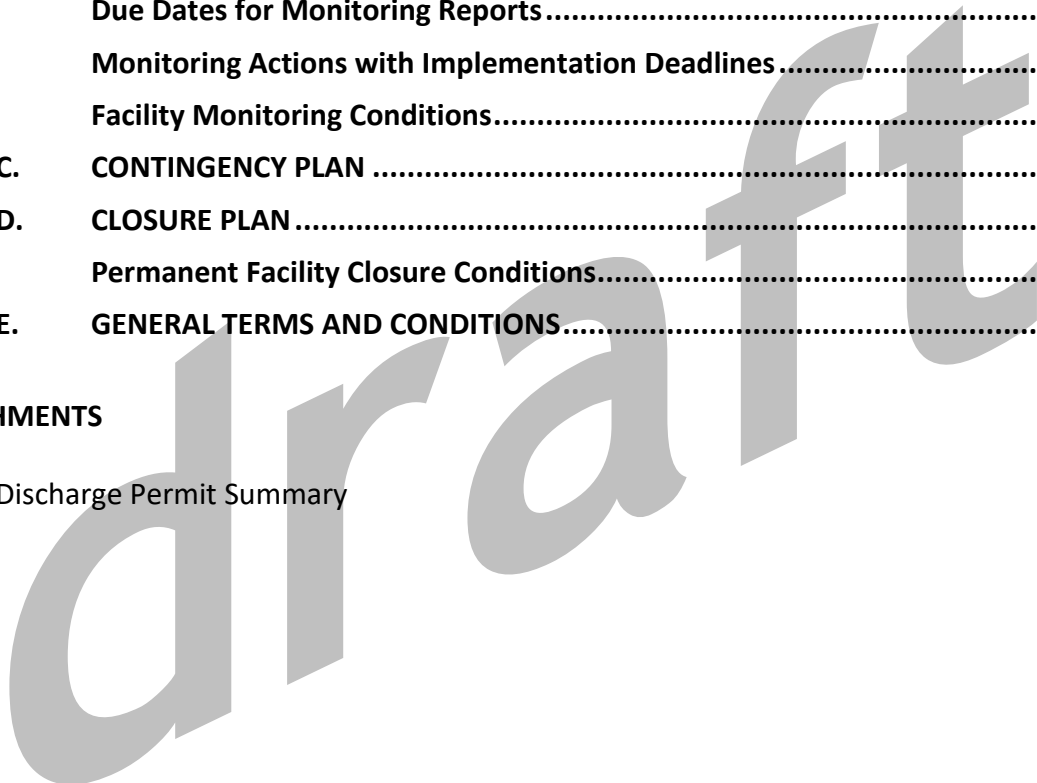 Due Dates for Monitoring Reports..........................................................
Monitoring Actions with Implementation Deadlines...............................
Facility Monitoring Conditions.................................................................
C. CONTINGENCY PLAN ................................................................................
D. CLOSURE PLAN..........................................................................................
Permanent Facility Closure Conditions.....................................................
E. GENERAL TERMS AND CONDITIONS.........................................................
HMENTS
Discharge Permit Summary
draft